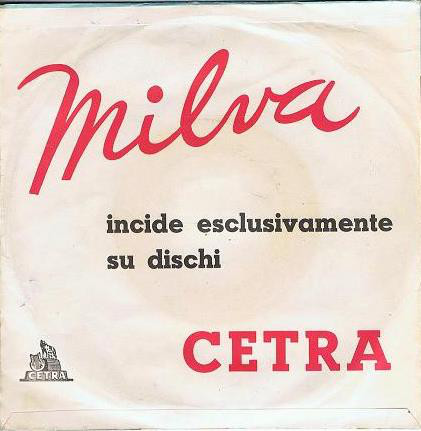 Milva
incide esclusivamente
su dischi
CETRA
CETRA